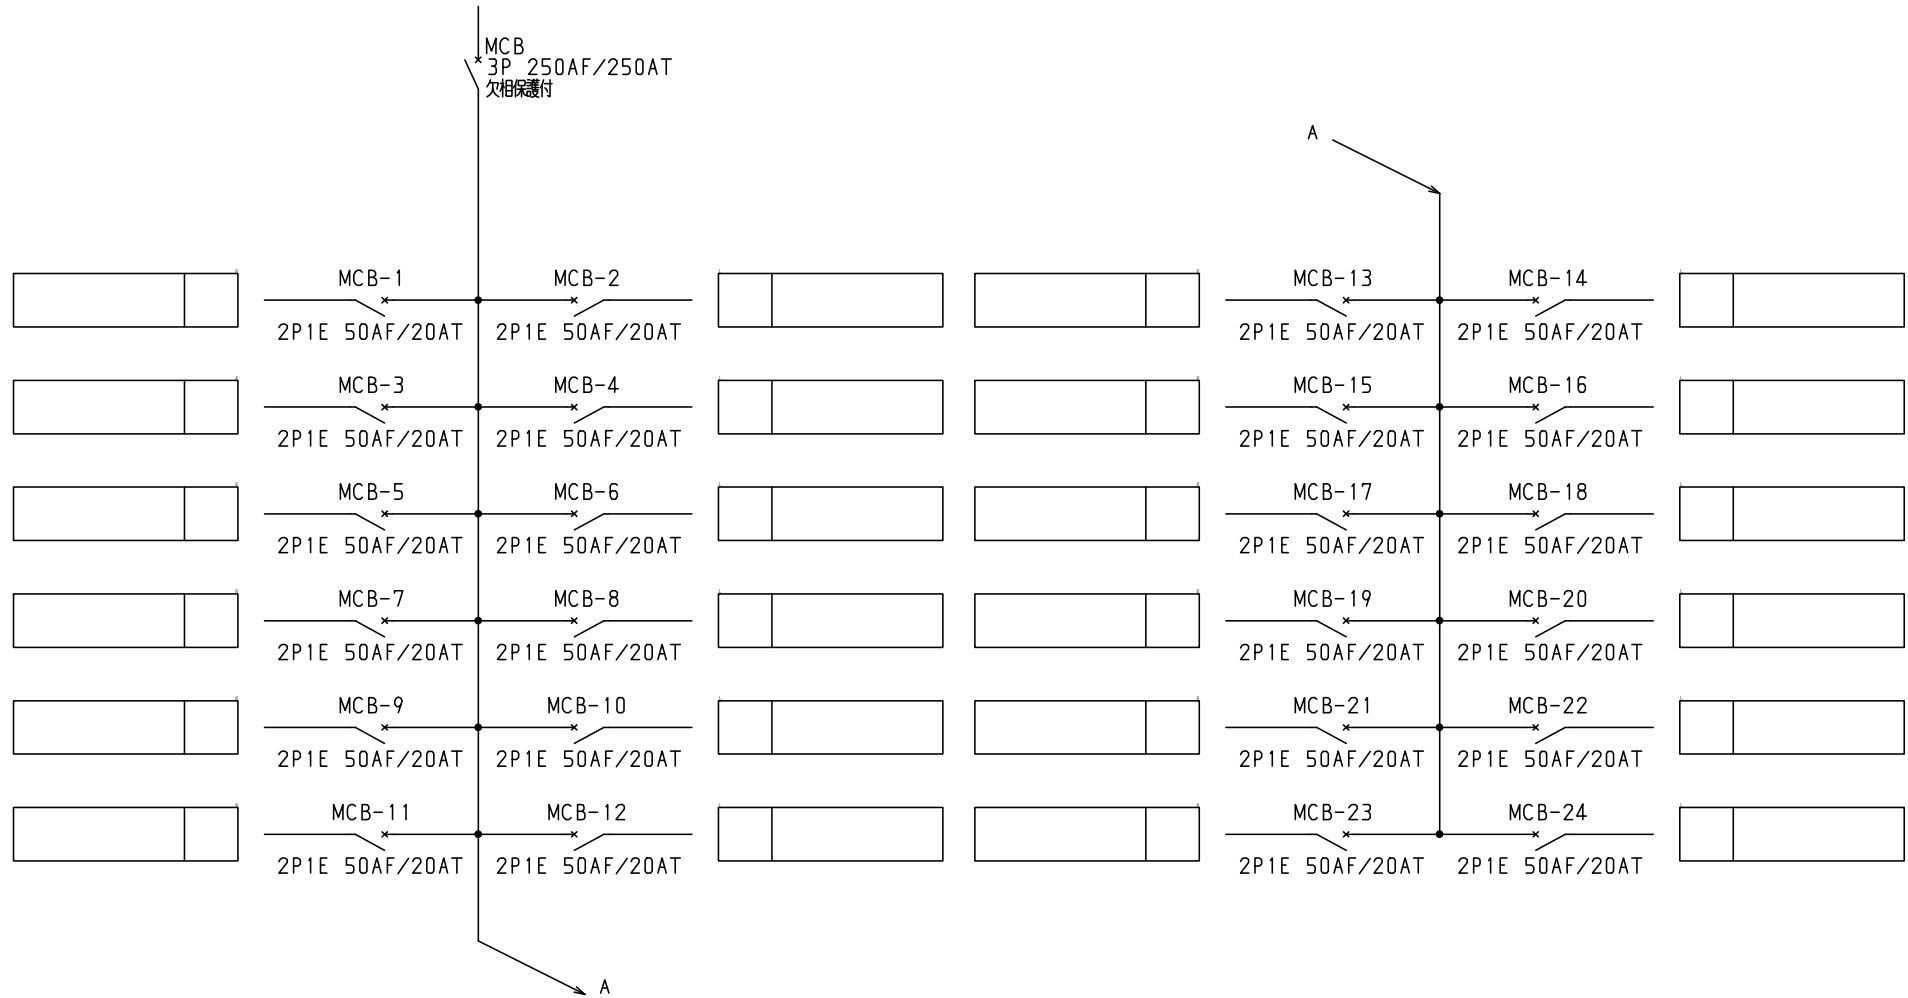 MCB
3P 250AF/250AT
欠相保護付
A
MCB-1 MCB-2 MCB-13 MCB-14
2P1E 50AF/20AT 2P1E 50AF/20AT 2P1E 50AF/20AT 2P1E 50AF/20AT
MCB-3 MCB-4 MCB-15 MCB-16
2P1E 50AF/20AT 2P1E 50AF/20AT 2P1E 50AF/20AT 2P1E 50AF/20AT
MCB-5 MCB-6 MCB-17 MCB-18
2P1E 50AF/20AT 2P1E 50AF/20AT 2P1E 50AF/20AT 2P1E 50AF/20AT
MCB-7 MCB-8 MCB-19 MCB-20
2P1E 50AF/20AT 2P1E 50AF/20AT 2P1E 50AF/20AT 2P1E 50AF/20AT
MCB-9 MCB-10 MCB-21 MCB-22
2P1E 50AF/20AT 2P1E 50AF/20AT 2P1E 50AF/20AT 2P1E 50AF/20AT
MCB-11 MCB-12 MCB-23 MCB-24
2P1E 50AF/20AT 2P1E 50AF/20AT 2P1E 50AF/20AT 2P1E 50AF/20AT
A